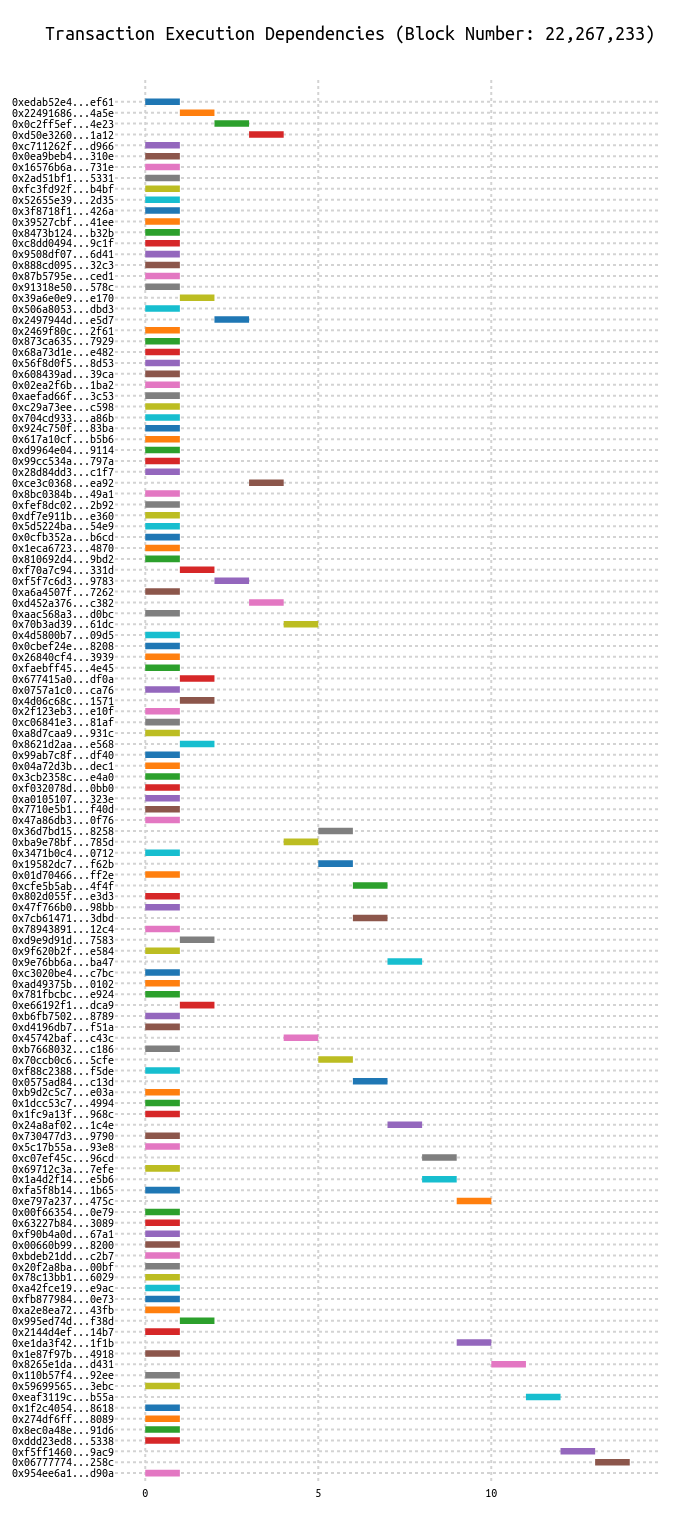 Transaction Execution Dependencies (Block Number: 22,267,233)
0xedab52e4...ef61
0x22491686...4a5e
0x0c2ff5ef...4e23
0xd50e3260...1a12
0xc711262f...d966
0x0ea9beb4...310e
0x16576b6a...731e
0x2ad51bf1...5331
0xfc3fd92f...b4bf
0x52655e39...2d35
0x3f8718f1...426a
0x39527cbf...41ee
0x8473b124...b32b
0xc8dd0494...9c1f
0x9508df07...6d41
0x888cd095...32c3
0x87b5795e...ced1
0x91318e50...578c
0x39a6e0e9...e170
0x506a8053...dbd3
0x2497944d...e5d7
0x2469f80c...2f61
0x873ca635...7929
0x68a73d1e...e482
0x56f8d0f5...8d53
0x608439ad...39ca
0x02ea2f6b...1ba2
0xaefad66f...3c53
0xc29a73ee...c598
0x704cd933...a86b
0x924c750f...83ba
0x617a10cf...b5b6
0xd9964e04...9114
0x99cc534a...797a
0x28d84dd3...c1f7
0xce3c0368...ea92
0x8bc0384b...49a1
0xfef8dc02...2b92
0xdf7e911b...e360
0x5d5224ba...54e9
0x0cfb352a...b6cd
0x1eca6723...4870
0x810692d4...9bd2
0xf70a7c94...331d
0xf5f7c6d3...9783
0xa6a4507f...7262
0xd452a376...c382
0xaac568a3...d0bc
0x70b3ad39...61dc
0x4d5800b7...09d5
0x0cbef24e...8208
0x26840cf4...3939
0xfaebff45...4e45
0x677415a0...df0a
0x0757a1c0...ca76
0x4d06c68c...1571
0x2f123eb3...e10f
0xc06841e3...81af
0xa8d7caa9...931c
0x8621d2aa...e568
0x99ab7c8f...df40
0x04a72d3b...dec1
0x3cb2358c...e4a0
0xf032078d...0bb0
0xa0105107...323e
0x7710e5b1...f40d
0x47a86db3...0f76
0x36d7bd15...8258
0xba9e78bf...785d
0x3471b0c4...0712
0x19582dc7...f62b
0x01d70466...ff2e
0xcfe5b5ab...4f4f
0x802d055f...e3d3
0x47f766b0...98bb
0x7cb61471...3dbd
0x78943891...12c4
0xd9e9d91d...7583
0x9f620b2f...e584
0x9e76bb6a...ba47
0xc3020be4...c7bc
0xad49375b...0102
0x781fbcbc...e924
0xe66192f1...dca9
0xb6fb7502...8789
0xd4196db7...f51a
0x45742baf...c43c
0xb7668032...c186
0x70ccb0c6...5cfe
0xf88c2388...f5de
0x0575ad84...c13d
0xb9d2c5c7...e03a
0x1dcc53c7...4994
0x1fc9a13f...968c
0x24a8af02...1c4e
0x730477d3...9790
0x5c17b55a...93e8
0xc07ef45c...96cd
0x69712c3a...7efe
0x1a4d2f14...e5b6
0xfa5f8b14...1b65
0xe797a237...475c
0x00f66354...0e79
0x63227b84...3089
0xf90b4a0d...67a1
0x00660b99...8200
0xbdeb21dd...c2b7
0x20f2a8ba...00bf
0x78c13bb1...6029
0xa42fce19...e9ac
0xfb877984...0e73
0xa2e8ea72...43fb
0x995ed74d...f38d
0x2144d4ef...14b7
0xe1da3f42...1f1b
0x1e87f97b...4918
0x8265e1da...d431
0x110b57f4...92ee
0x59699565...3ebc
0xeaf3119c...b55a
0x1f2c4054...8618
0x274df6ff...8089
0x8ec0a48e...91d6
0xddd23ed8...5338
0xf5ff1460...9ac9
0x06777774...258c
0x954ee6a1...d90a
0 5 10